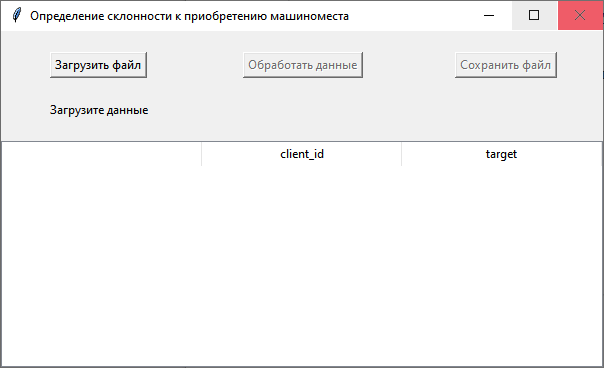 Определение склонности к приобретению машиноместа
Загрузить файл Обработать данные Сохранить файл
Загрузите данные
client_id target